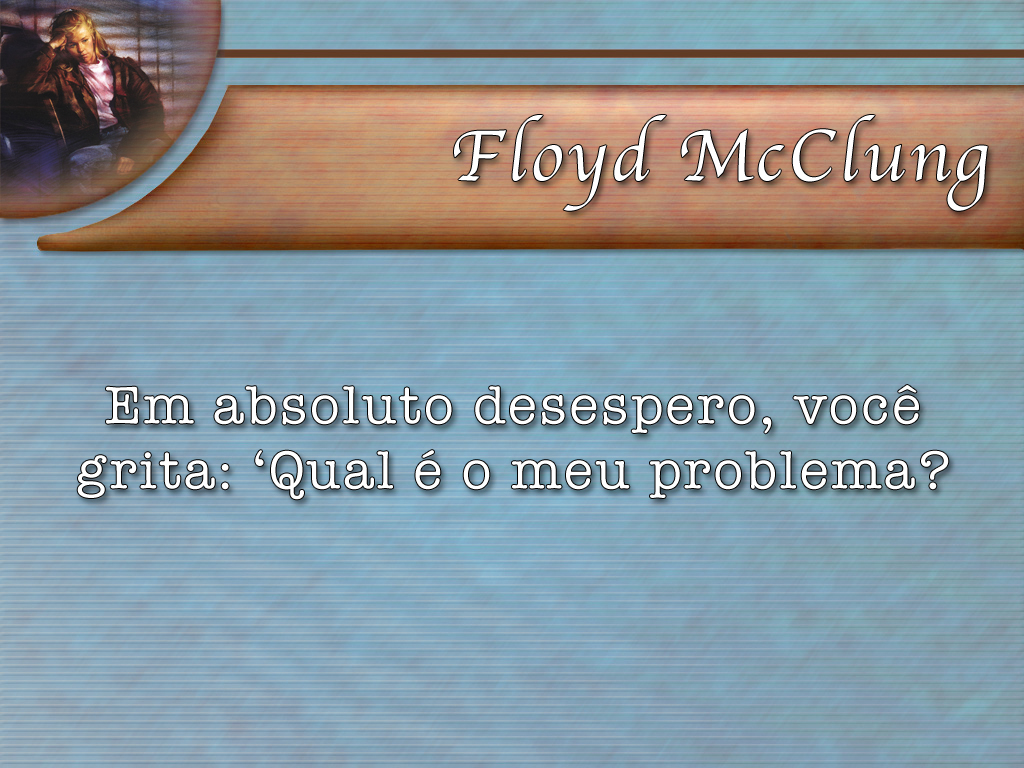 Floyd McClung
Em absoluto desespero, você
grita: ‘Qual é o meu problema?